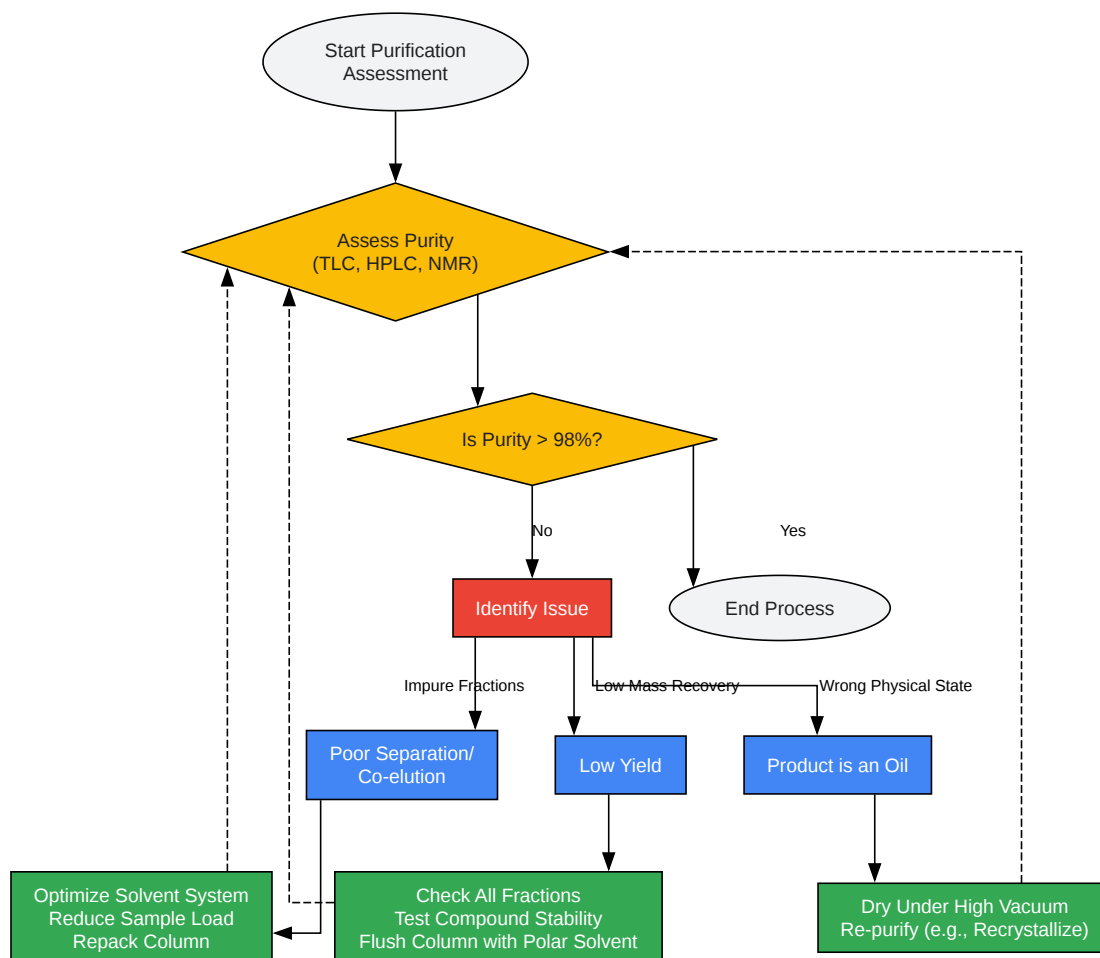 Start Purification
Assessment
Assess Purity
(TLC, HPLC, NMR)
Is Purity > 98%?
No
Yes
Identify Issue
End Process
Impure Fractions
Low Mass Recovery
Wrong Physical State
Poor Separation/
Co-elution
Low Yield
Product is an Oil
Optimize Solvent System
Reduce Sample Load
Repack Column
Check All Fractions
Test Compound Stability
Flush Column with Polar Solvent
Dry Under High Vacuum
Re-purify (e.g., Recrystallize)